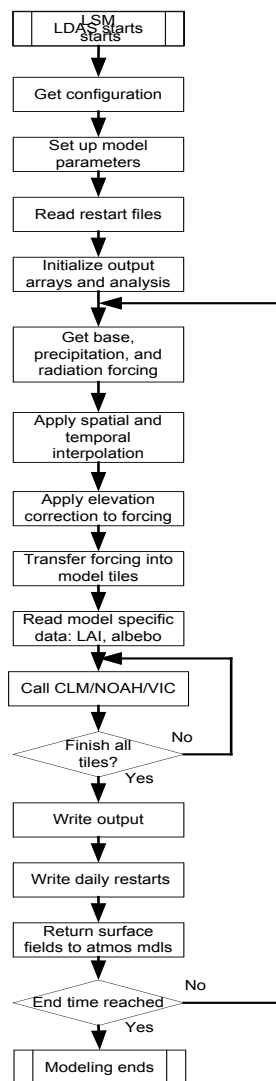 LSM
LDAS starts
starts
Get configuration
Set up model
parameters
Read restart files
Initialize output
arrays and analysis
Get base,
precipitation, and
radiation forcing
Apply spatial and
temporal
interpolation
Apply elevation
correction to forcing
Transfer forcing into
model tiles
Read model specific
data: LAI, albebo
Call CLM/NOAH/VIC
No
Finish all
tiles?
Yes
Write output
Write daily restarts
Return surface
fields to atmos mdls
No
End time reached
Yes
Modeling ends